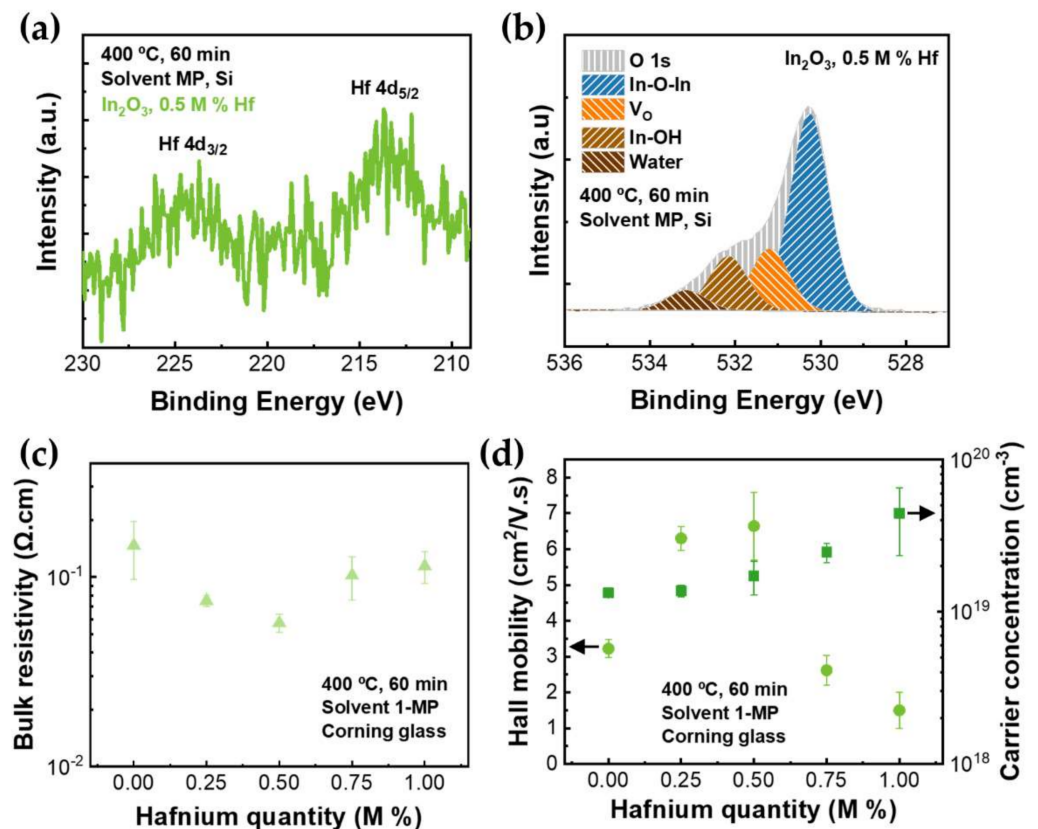 (a)
400 ºC, 60 min
Solvent MP, Si
In₂O₃, 0.5 M % Hf
Hf 4d₃/₂
Hf 4d₅/₂
Intensity (a.u.)
230 225 220 215 210
Binding Energy (eV)
(b)
O 1s
In-O-In
V_O
In-OH
Water
In₂O₃, 0.5 M % Hf
400 ºC, 60 min
Solvent MP, Si
Intensity (a.u)
536 534 532 530 528
Binding Energy (eV)
(c)
Bulk resistivity (Ω.cm)
10⁻¹
10⁻²
400 ºC, 60 min
Solvent 1-MP
Corning glass
0.00 0.25 0.50 0.75 1.00
Hafnium quantity (M %)
(d)
Hall mobility (cm²/V.s)
8
7
6
5
4
3
2
1
0
400 ºC, 60 min
Solvent 1-MP
Corning glass
0.00 0.25 0.50 0.75 1.00
Hafnium quantity (M %)
10²⁰
10¹⁹
10¹⁸
Carrier concentration (cm⁻³)